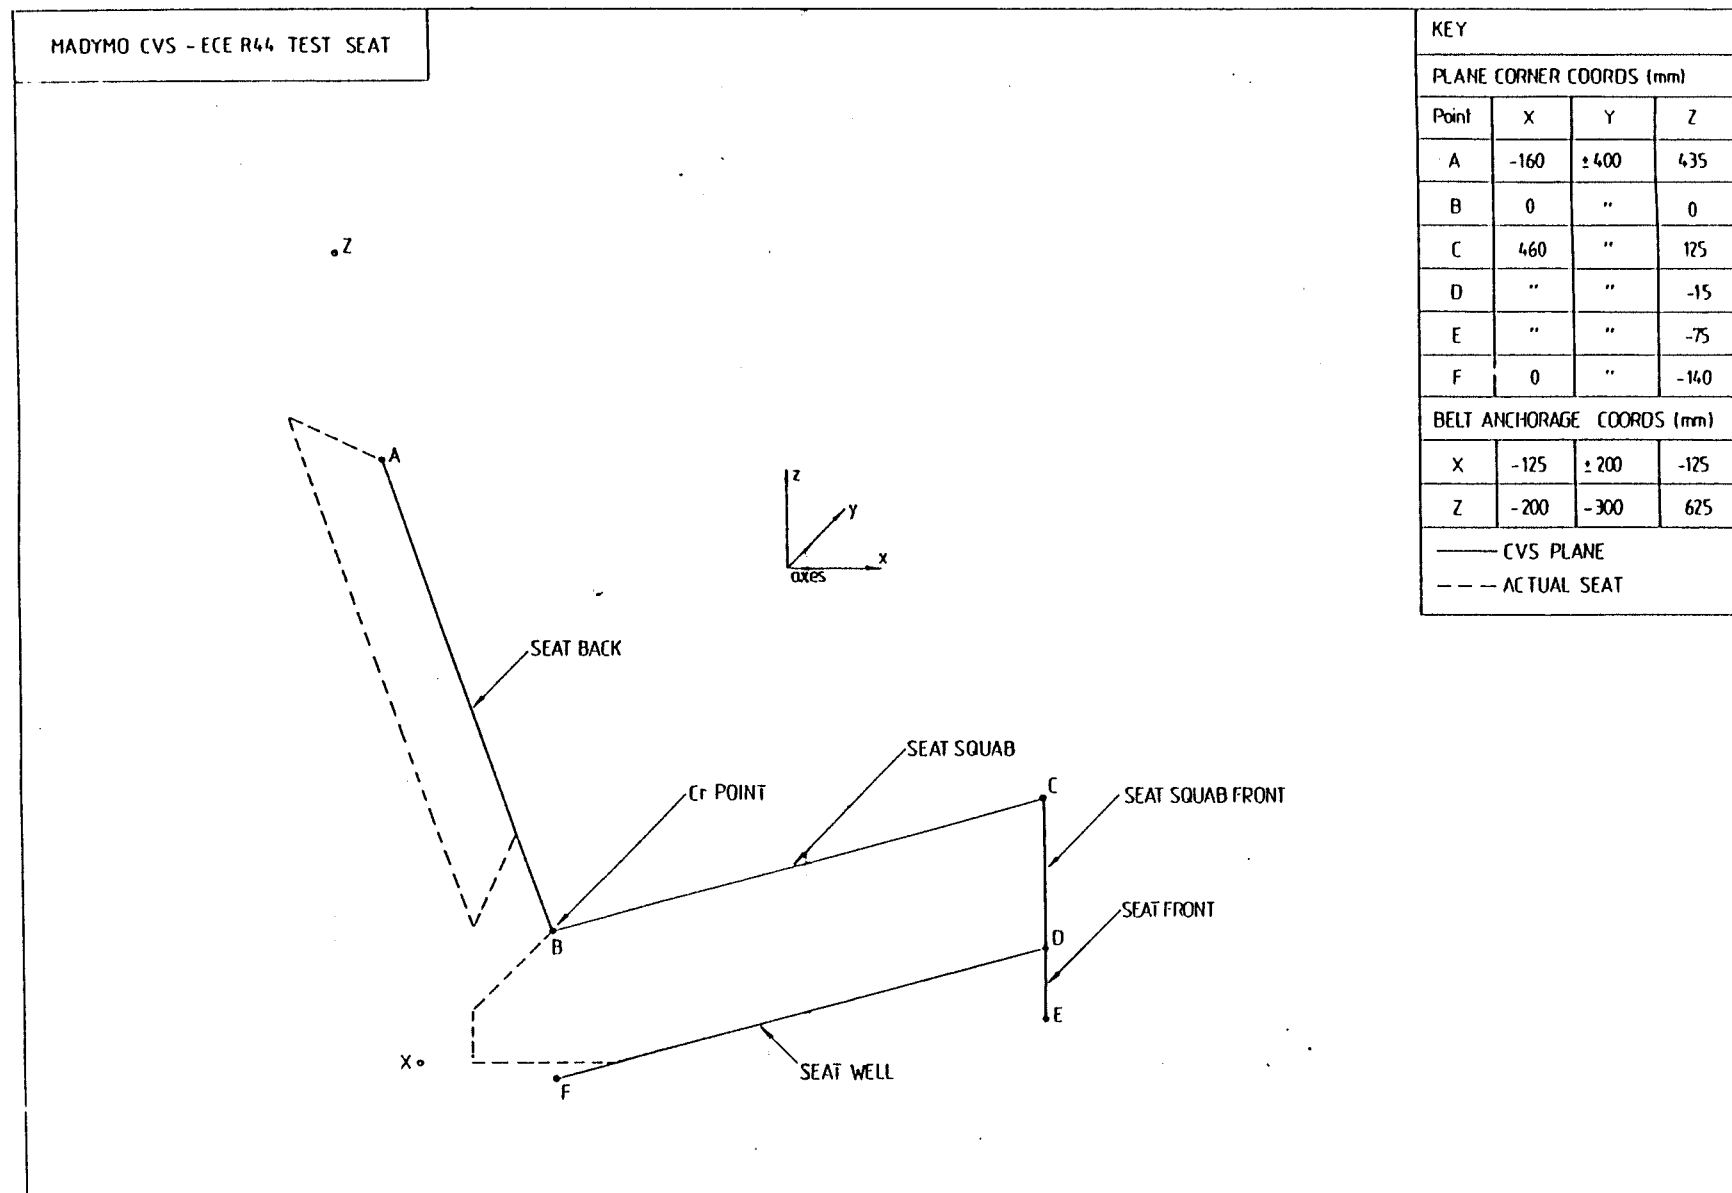 MADYMO CVS - ECE R44 TEST SEAT
KEY
PLANE CORNER COORDS (mm)
Point X Y Z
A -160 ±400 435
B 0 " 0
C 460 " 125
D " " -15
E " " -75
F 0 " -140
BELT ANCHORAGE COORDS (mm)
X -125 ±200 -125
Z -200 -300 625
CVS PLANE
ACTUAL SEAT
Z
A
z
y
x
axes
SEAT BACK
SEAT SQUAB
Cr POINT
C
SEAT SQUAB FRONT
SEAT FRONT
B
D
E
X
F
SEAT WELL